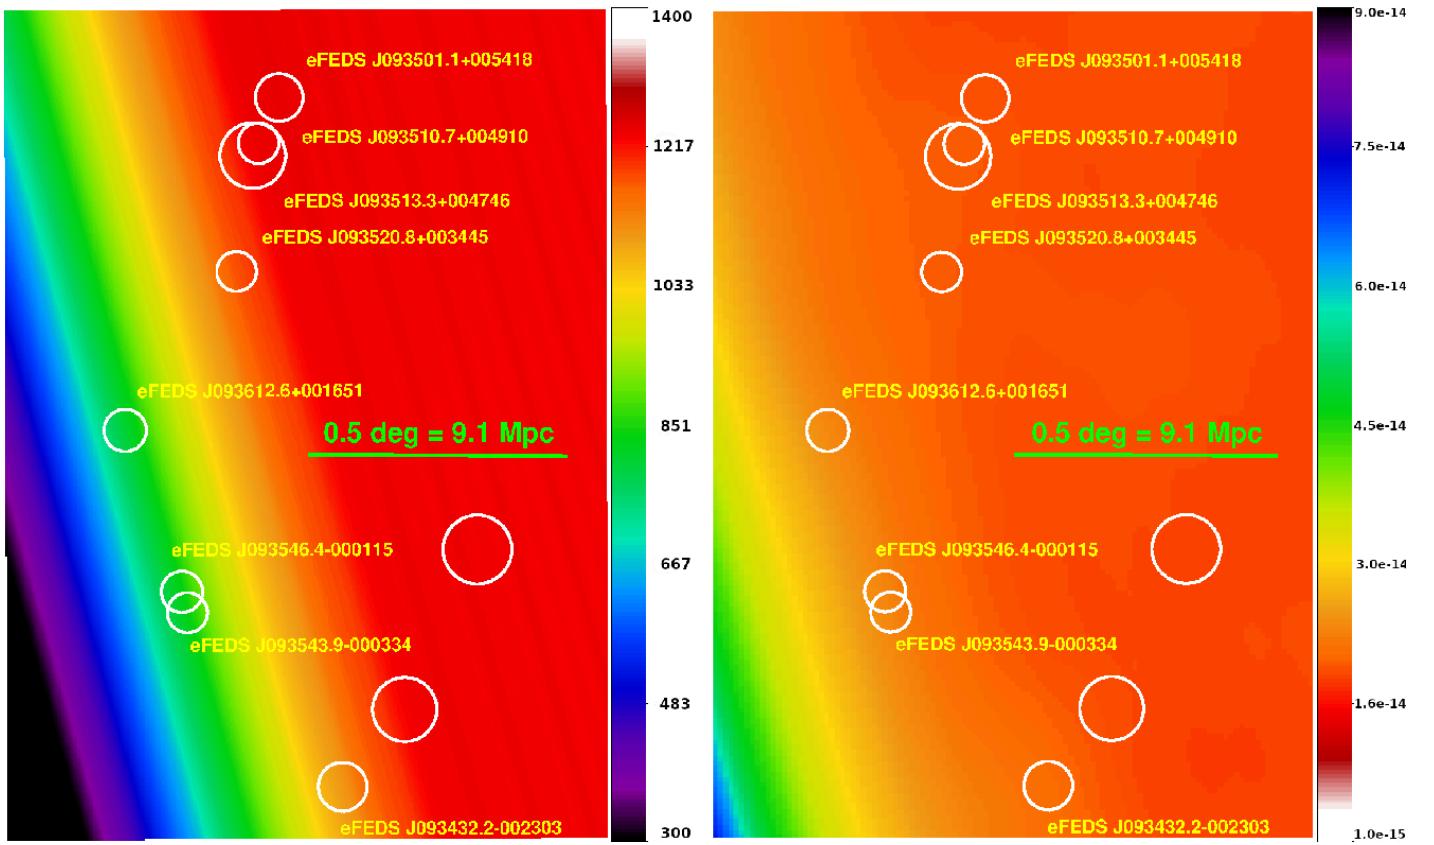 eFEDS J093501.1+005418
eFEDS J093510.7+004910
eFEDS J093513.3+004746
eFEDS J093520.8+003445
eFEDS J093612.6+001651
0.5 deg = 9.1 Mpc
eFEDS J093546.4-000115
eFEDS J093543.9-000334
eFEDS J093432.2-002303
1400
1217
1033
851
667
483
300
eFEDS J093501.1+005418
eFEDS J093510.7+004910
eFEDS J093513.3+004746
eFEDS J093520.8+003445
eFEDS J093612.6+001651
0.5 deg = 9.1 Mpc
eFEDS J093546.4-000115
eFEDS J093543.9-000334
eFEDS J093432.2-002303
9.0e-14
7.5e-14
6.0e-14
4.5e-14
3.0e-14
1.6e-14
1.0e-15